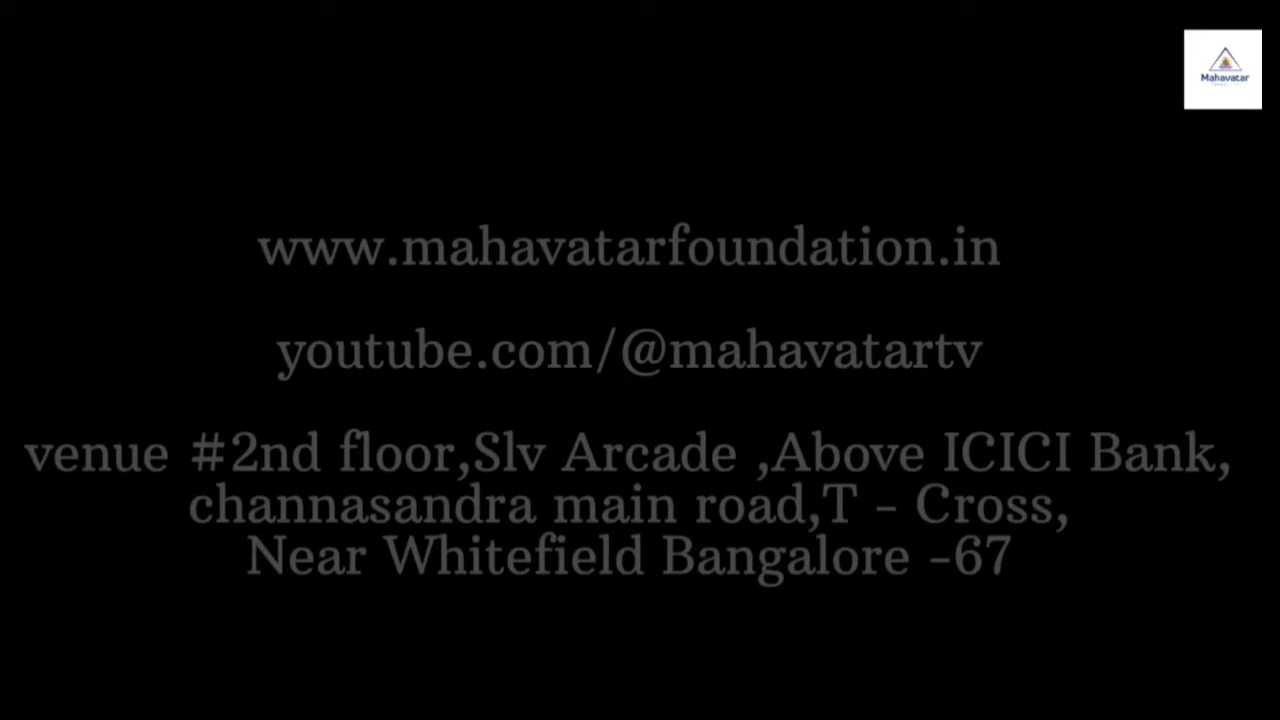 Mahavatar
www.mahavatarfoundation.in
youtube.com/@mahavatartv
venue #2nd floor,Slv Arcade ,Above ICICI Bank,
channasandra main road,T - Cross,
Near Whitefield Bangalore -67